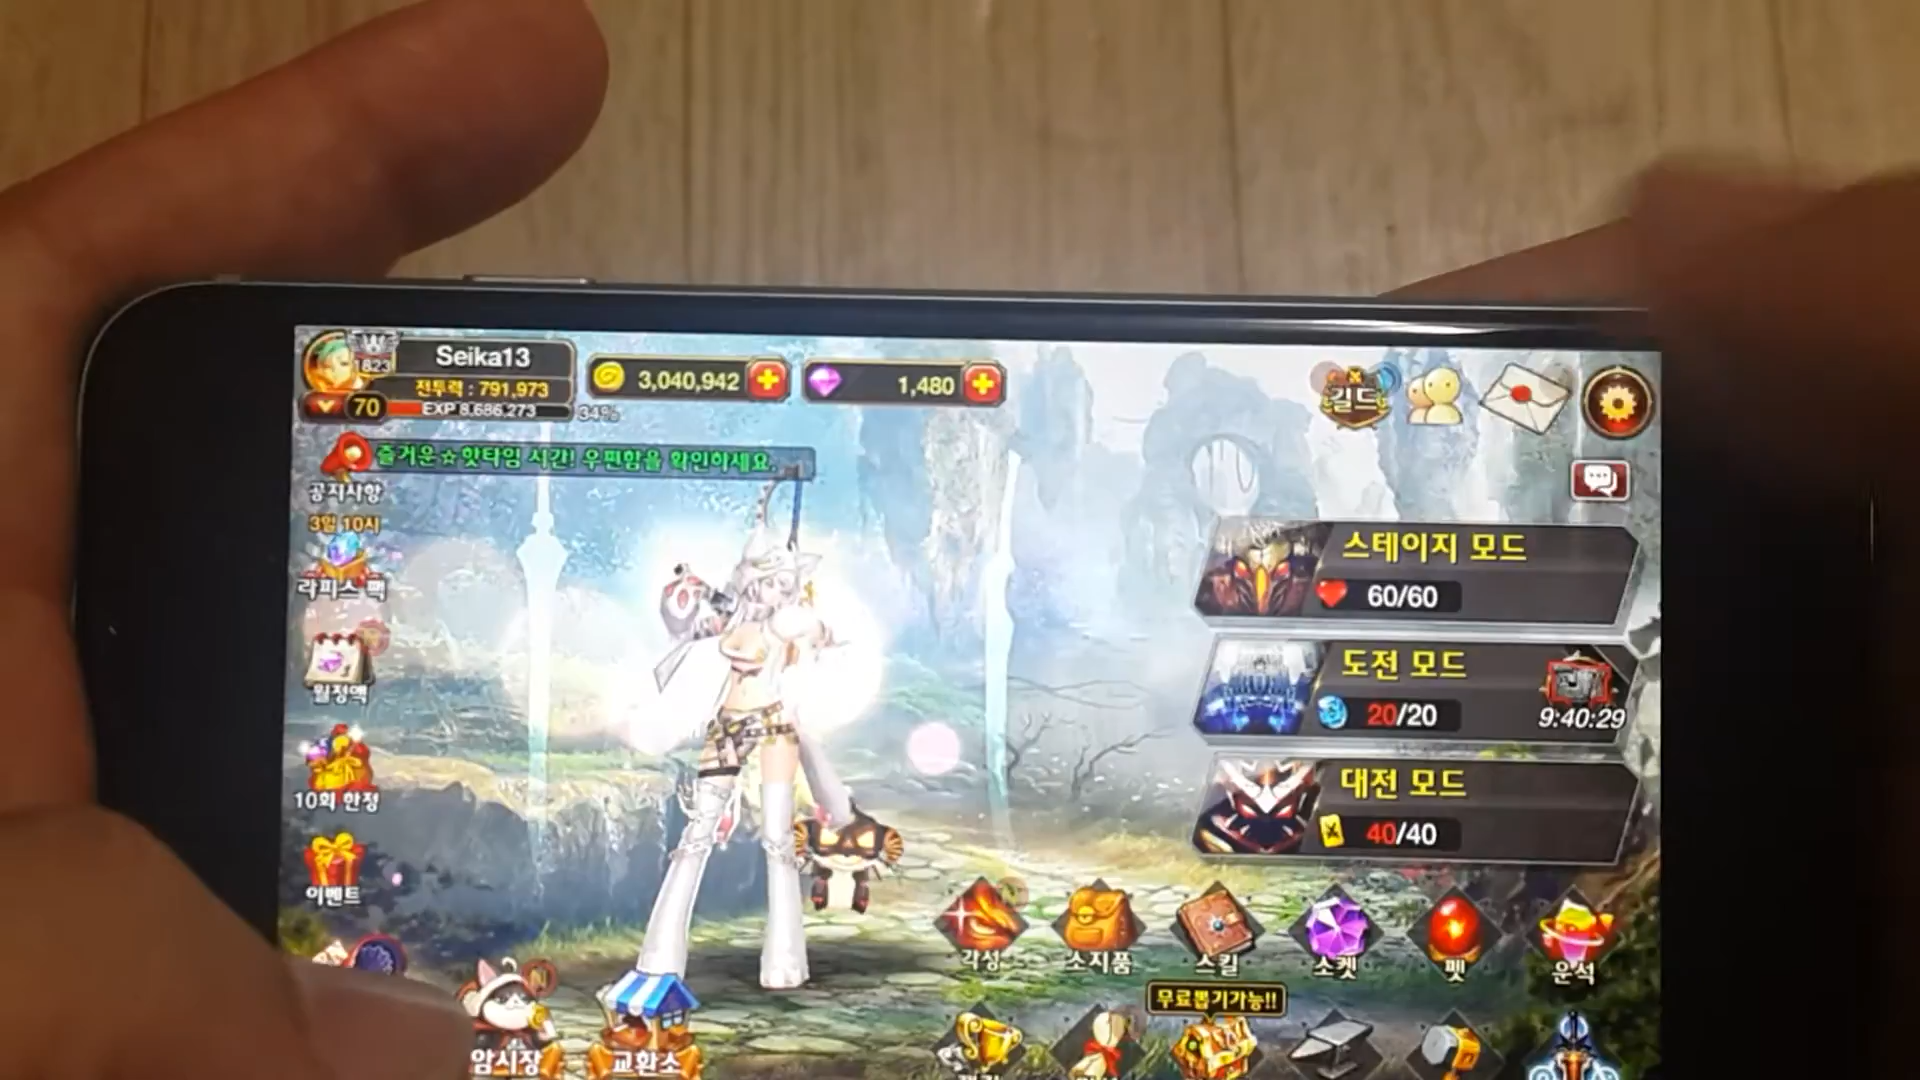 1823
Seika13
전투력 : 791,973
70
EXP 8,686,273
34%
3,040,942
1,480
길드
즐거운☆핫타임 시간! 우편함을 확인하세요.
공지사항
3일 10시
라피스 팩
월정액
10회 한정
이벤트
스테이지 모드
60/60
도전 모드
20/20
9:40:29
대전 모드
40/40
각성
소지품
스킬
소켓
펫
운석
무료뽑기가능!!
암시장
교환소